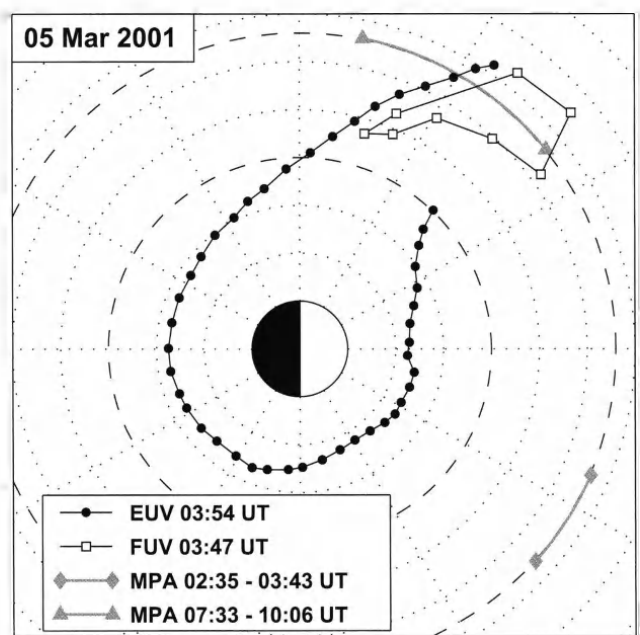 05 Mar 2001
EUV 03:54 UT
FUV 03:47 UT
MPA 02:35 - 03:43 UT
MPA 07:33 - 10:06 UT